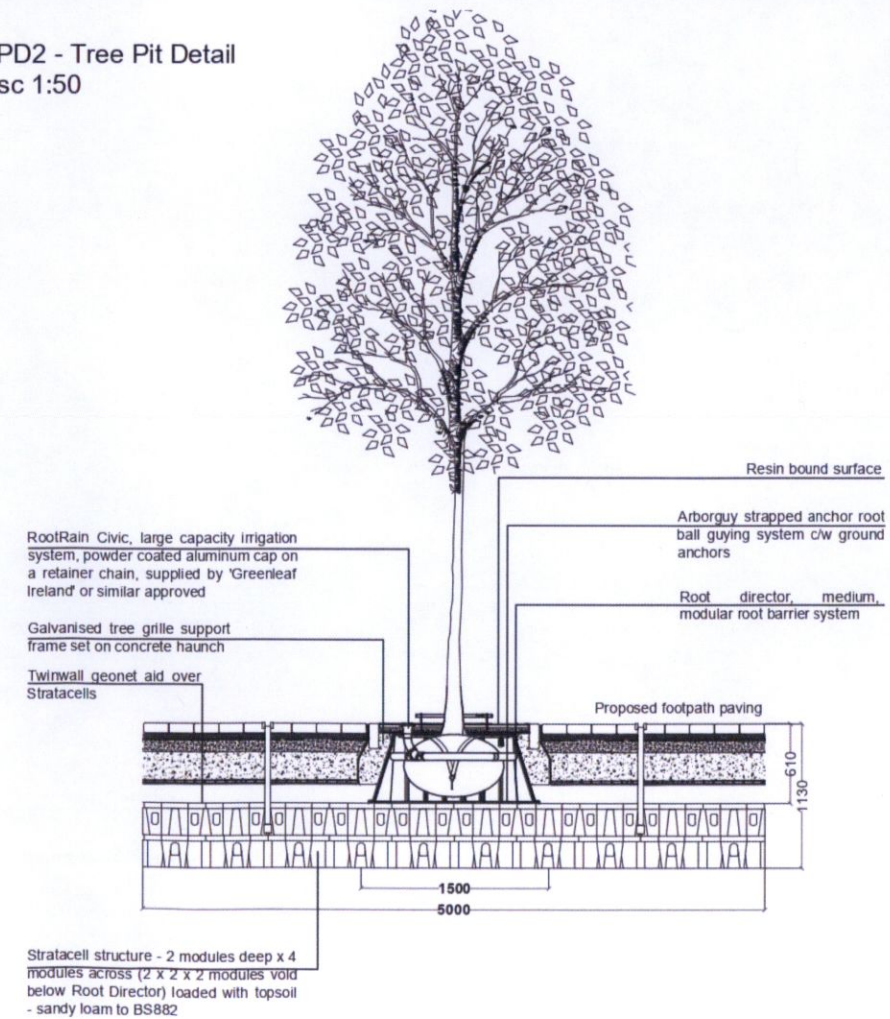 PD2 - Tree Pit Detail
sc 1:50
Resin bound surface
Arborguy strapped anchor root
ball guying system c/w ground
anchors
Root director, medium,
modular root barrier system
RootRain Civic, large capacity irrigation
system, powder coated aluminum cap on
a retainer chain, supplied by 'Greenleaf
Ireland' or similar approved
Galvanised tree grille support
frame set on concrete haunch
Twinwall geonet aid over
Stratacells
Proposed footpath paving
610
1130
1500
5000
Stratacell structure - 2 modules deep x 4
modules across (2 x 2 x 2 modules void
below Root Director) loaded with topsoil
- sandy loam to BS882